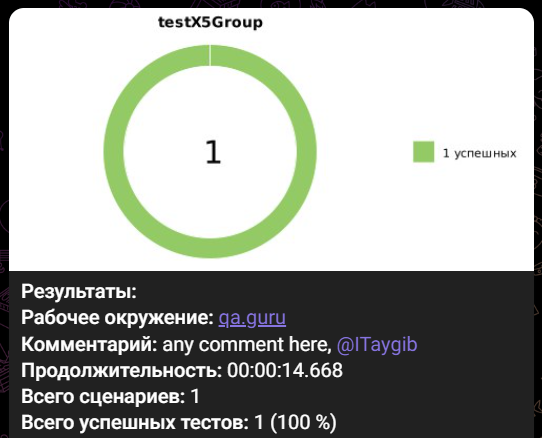 testX5Group
1
1 успешных
Результаты:
Рабочее окружение: qa.guru
Комментарий: any comment here, @ITaygib
Продолжительность: 00:00:14.668
Всего сценариев: 1
Всего успешных тестов: 1 (100 %)